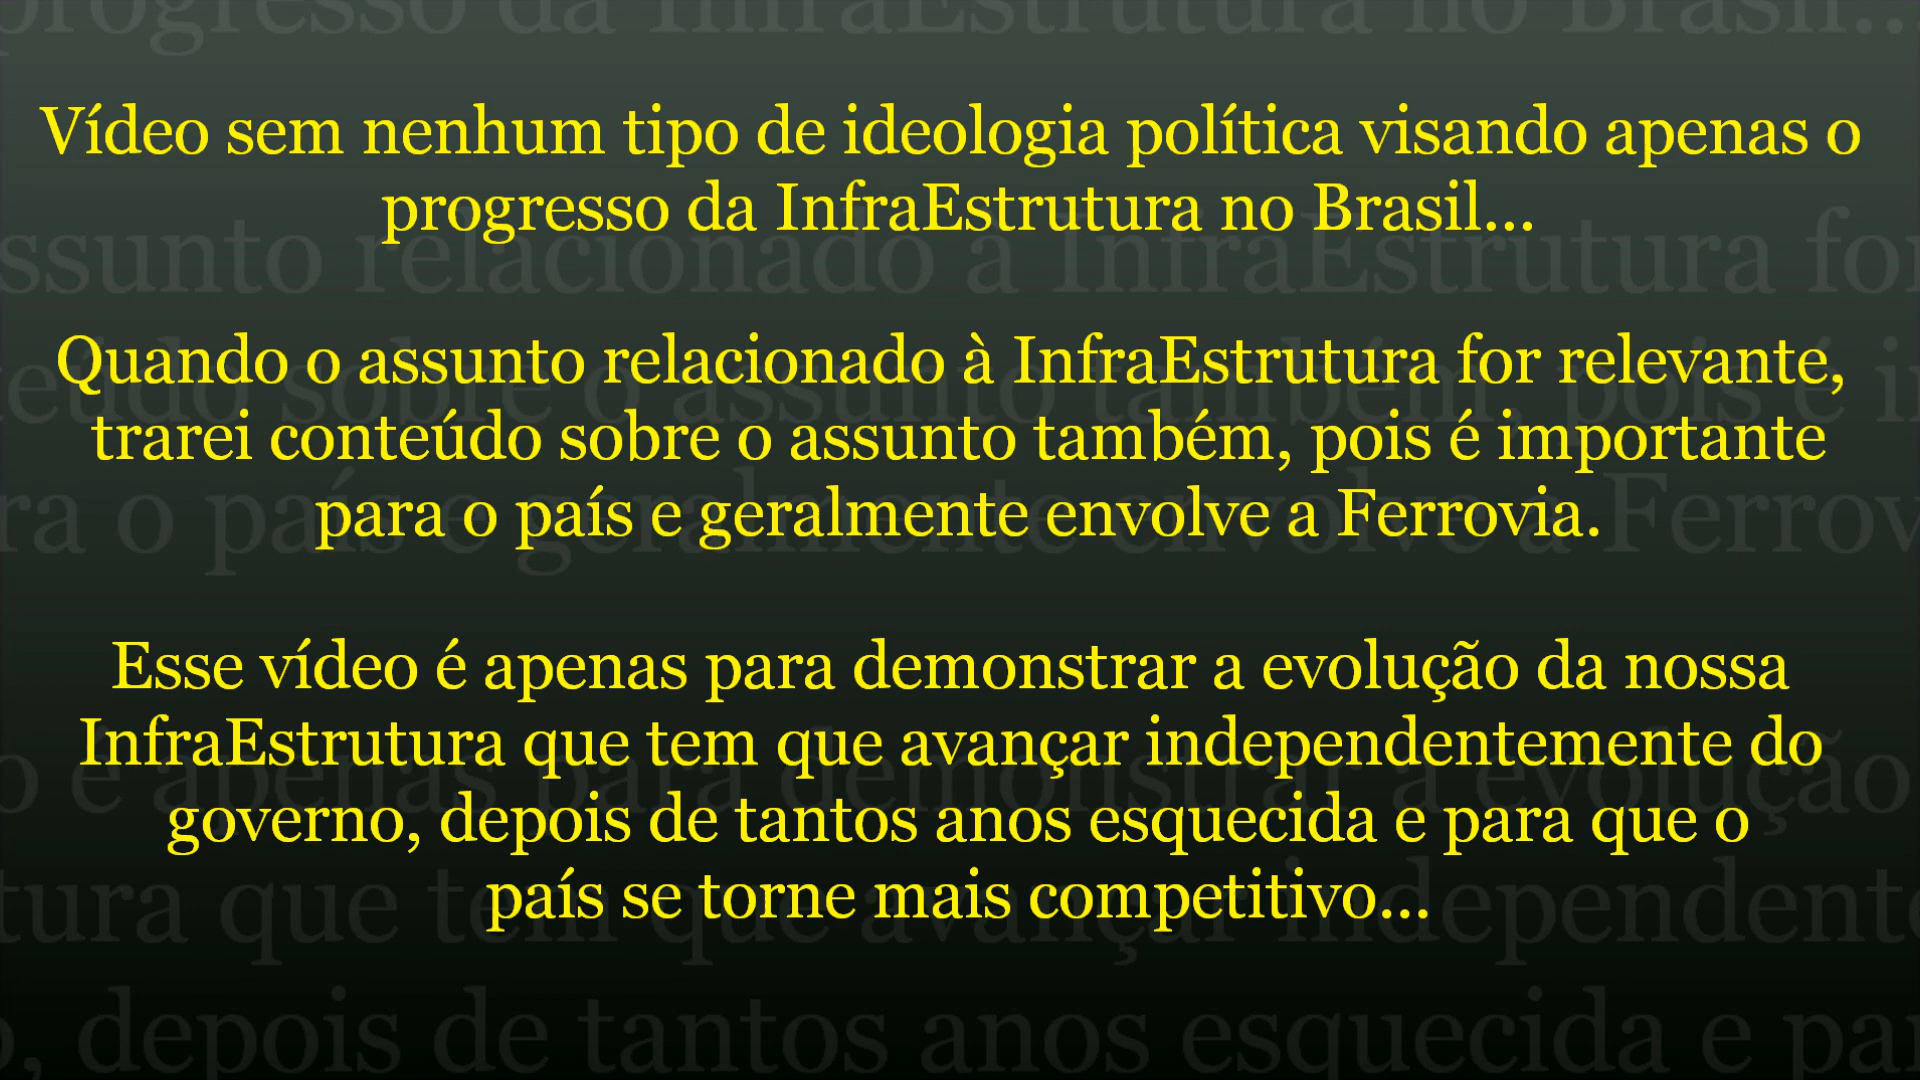 Vídeo sem nenhum tipo de ideologia política visando apenas o
progresso da InfraEstrutura no Brasil...
Quando o assunto relacionado à InfraEstrutura for relevante,
trarei conteúdo sobre o assunto também, pois é importante
para o país e geralmente envolve a Ferrovia.
Esse vídeo é apenas para demonstrar a evolução da nossa
InfraEstrutura que tem que avançar independentemente do
governo, depois de tantos anos esquecida e para que o
país se torne mais competitivo...